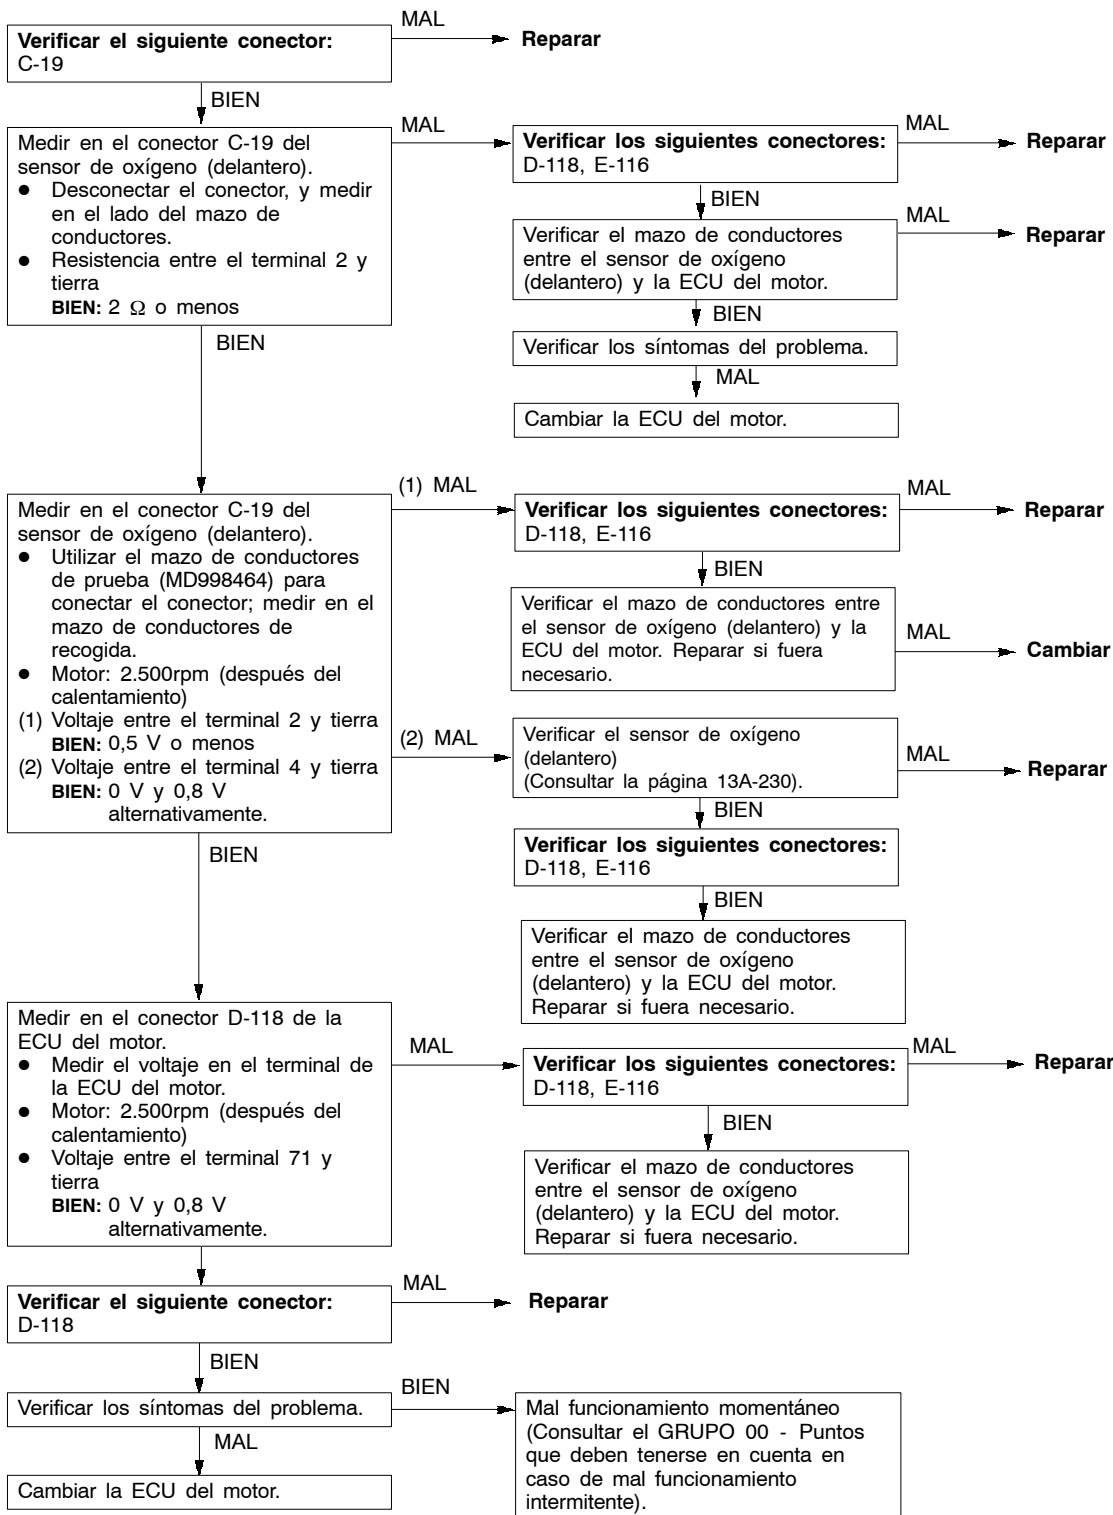 Verificar el siguiente conector:
C-19
MAL
Reparar
BIEN
Medir en el conector C-19 del
sensor de oxígeno (delantero).
● Desconectar el conector, y medir
en el lado del mazo de
conductores.
● Resistencia entre el terminal 2 y
tierra
BIEN: 2 Ω o menos
MAL
Verificar los siguientes conectores:
D-118, E-116
MAL
Reparar
BIEN
Verificar el mazo de conductores
entre el sensor de oxígeno
(delantero) y la ECU del motor.
MAL
Reparar
BIEN
Verificar los síntomas del problema.
MAL
Cambiar la ECU del motor.
BIEN
Medir en el conector C-19 del
sensor de oxígeno (delantero).
● Utilizar el mazo de conductores
de prueba (MD998464) para
conectar el conector; medir en el
mazo de conductores de
recogida.
● Motor: 2.500rpm (después del
calentamiento)
(1) Voltaje entre el terminal 2 y tierra
BIEN: 0,5 V o menos
(2) Voltaje entre el terminal 4 y tierra
BIEN: 0 V y 0,8 V
alternativamente.
(1) MAL
Verificar los siguientes conectores:
D-118, E-116
MAL
Reparar
BIEN
Verificar el mazo de conductores entre
el sensor de oxígeno (delantero) y la
ECU del motor. Reparar si fuera
necesario.
MAL
Cambiar
(2) MAL
Verificar el sensor de oxígeno
(delantero)
(Consultar la página 13A-230).
MAL
Reparar
BIEN
Verificar los siguientes conectores:
D-118, E-116
BIEN
Verificar el mazo de conductores
entre el sensor de oxígeno
(delantero) y la ECU del motor.
Reparar si fuera necesario.
BIEN
Medir en el conector D-118 de la
ECU del motor.
● Medir el voltaje en el terminal de
la ECU del motor.
● Motor: 2.500rpm (después del
calentamiento)
● Voltaje entre el terminal 71 y
tierra
BIEN: 0 V y 0,8 V
alternativamente.
MAL
Verificar los siguientes conectores:
D-118, E-116
MAL
Reparar
BIEN
Verificar el mazo de conductores
entre el sensor de oxígeno
(delantero) y la ECU del motor.
Reparar si fuera necesario.
Verificar el siguiente conector:
D-118
MAL
Reparar
BIEN
Verificar los síntomas del problema.
BIEN
Mal funcionamiento momentáneo
(Consultar el GRUPO 00 - Puntos
que deben tenerse en cuenta en
caso de mal funcionamiento
intermitente).
MAL
Cambiar la ECU del motor.